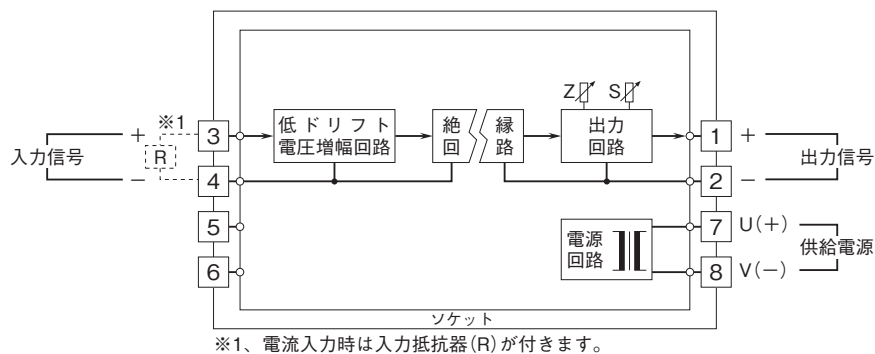 入力信号
+
−
※1
R
3
4
5
6
低ドリフト
電圧増幅回路
絶
回
縁
路
Z
S
出力
回路
電源
回路
1
2
7
8
+
−
出力信号
U(+)
V(−)
供給電源
ソケット
※1、電流入力時は入力抵抗器(R)が付きます。